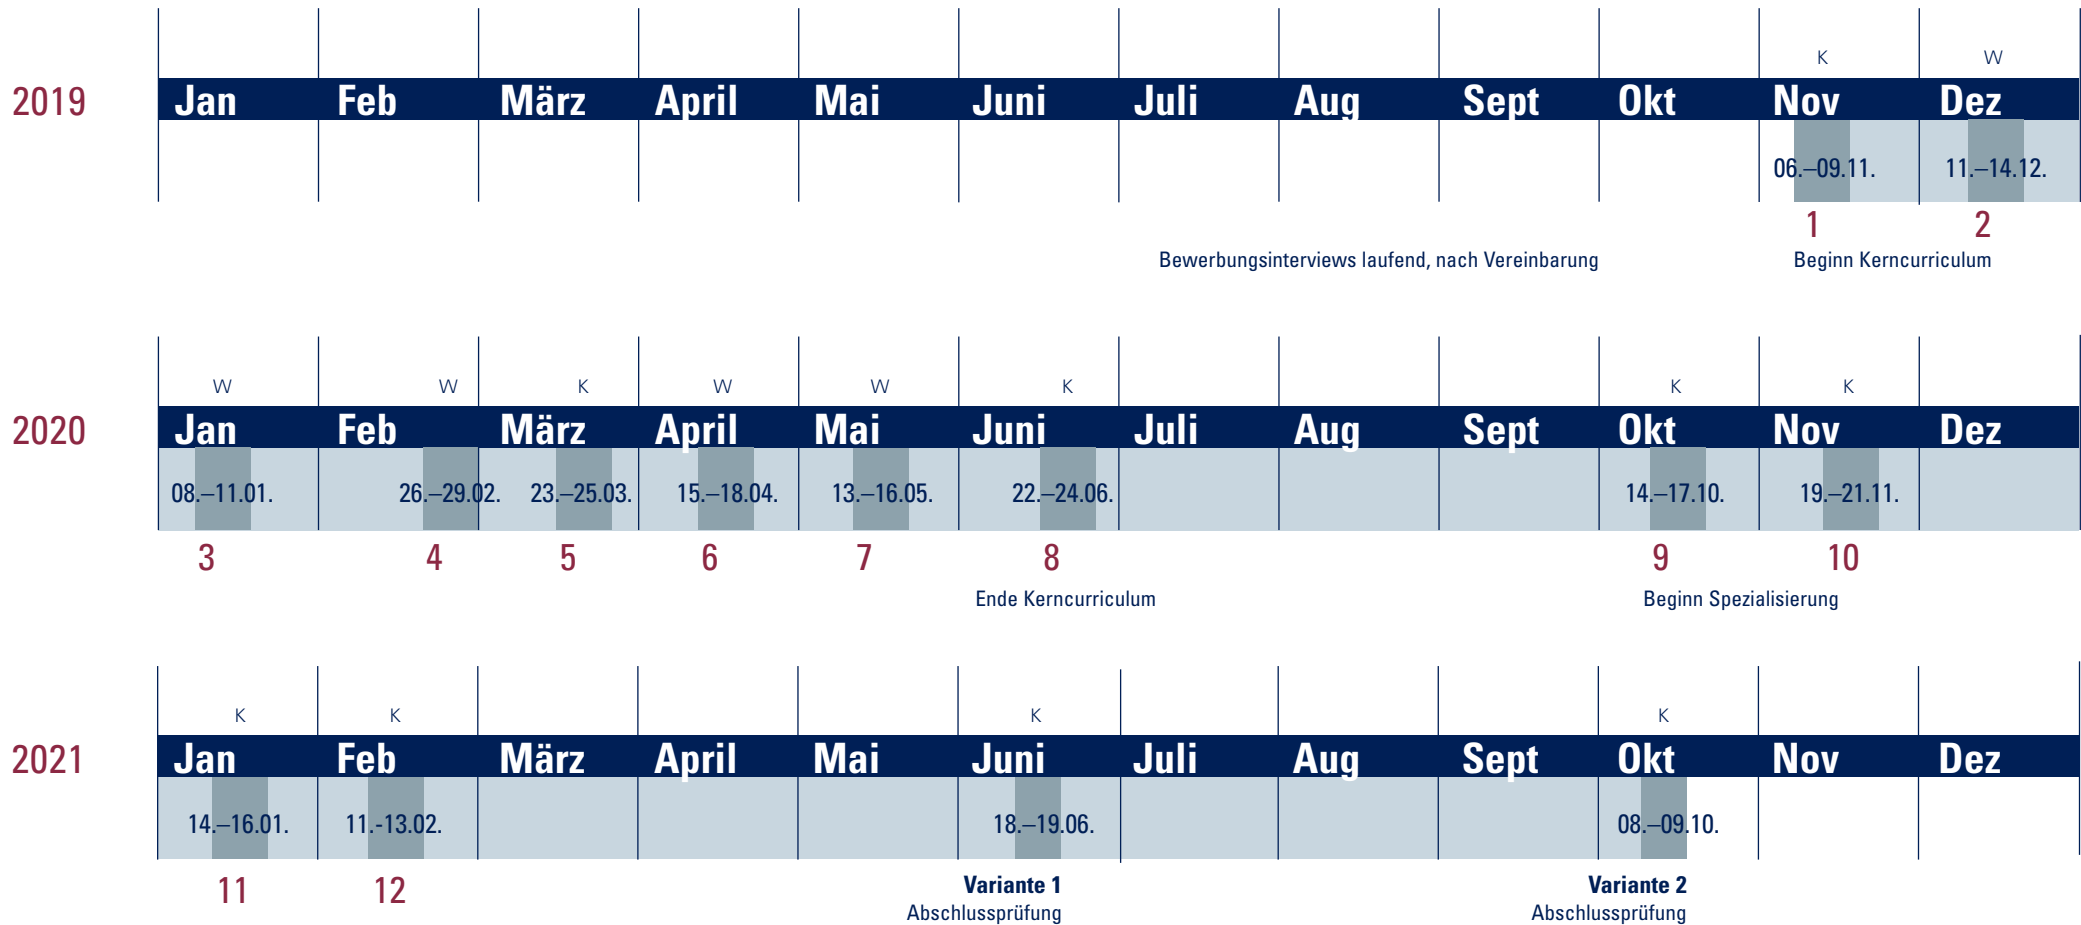 K W
2019 Jan Feb März April Mai Juni Juli Aug Sept Okt Nov Dez
06.–09.11. 11.–14.12.
1 2
Bewerbungsinterviews laufend, nach Vereinbarung Beginn Kerncurriculum
W W K W W K K K
2020 Jan Feb März April Mai Juni Juli Aug Sept Okt Nov Dez
08.–11.01. 26.–29.02. 23.–25.03. 15.–18.04. 13.–16.05. 22.–24.06. 14.–17.10. 19.–21.11.
3 4 5 6 7 8 9 10
Ende Kerncurriculum Beginn Spezialisierung
K K K K
2021 Jan Feb März April Mai Juni Juli Aug Sept Okt Nov Dez
14.–16.01. 11.-13.02. 18.–19.06. 08.–09.10.
11 12 Variante 1 Variante 2
Abschlussprüfung Abschlussprüfung